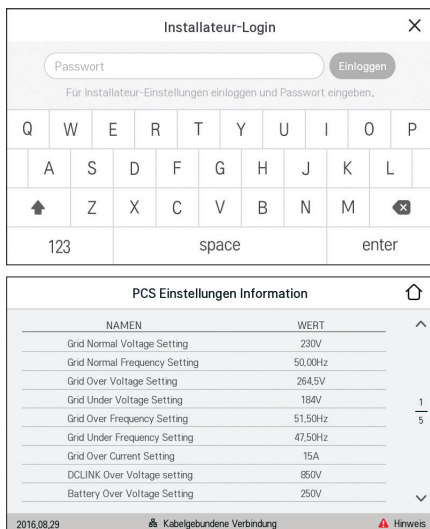 Installateur-Login
Passwort
Einloggen
Für Installateur-Einstellungen einloggen und Passwort eingeben.
Q W E R T Y U I O P
A S D F G H J K L
Z X C V B N M
123 space enter
PCS Einstellungen Information
NAMEN WERT
Grid Normal Voltage Setting 230V
Grid Normal Frequency Setting 50,00Hz
Grid Over Voltage Setting 264,5V
Grid Under Voltage Setting 184V
Grid Over Frequency Setting 51,50Hz
Grid Under Frequency Setting 47,50Hz
Grid Over Current Setting 15A
DCLINK Over Voltage setting 850V
Battery Over Voltage Setting 250V
1
5
2016,08,29 Kabelgebundene Verbindung Hinweis